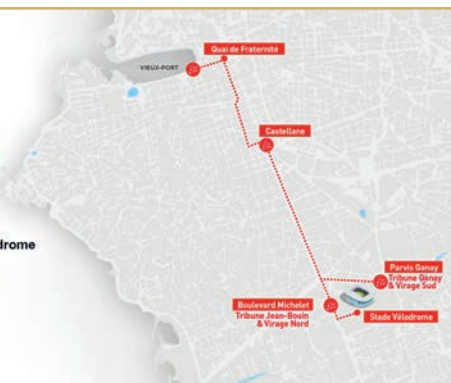 Quai de Fraternité
VIEUX-PORT
Castellane
drome
Parvis Ganay
Tribune Ganay
& Virage Sud
Boulevard Michelet
Tribune Jean-Bouin
& Virage Nord
Stade Vélodrome